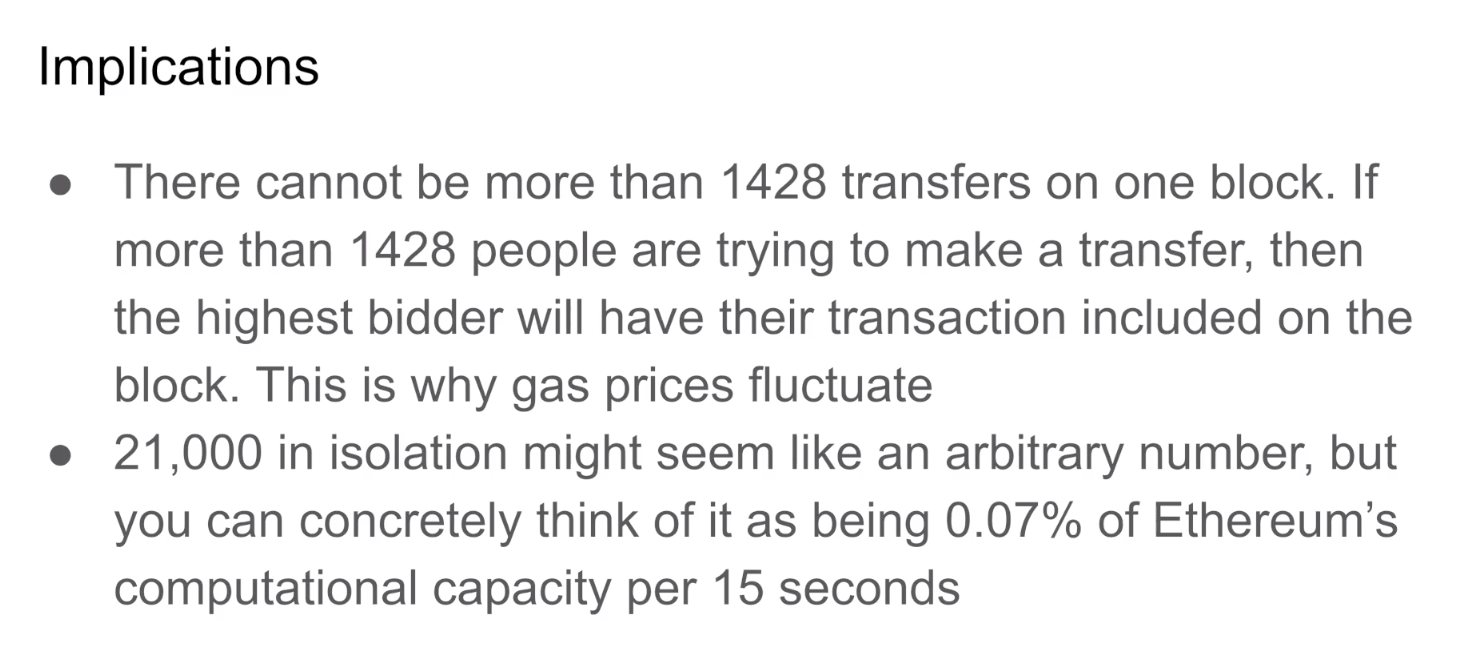 Implications
● There cannot be more than 1428 transfers on one block. If
more than 1428 people are trying to make a transfer, then
the highest bidder will have their transaction included on the
block. This is why gas prices fluctuate
● 21,000 in isolation might seem like an arbitrary number, but
you can concretely think of it as being 0.07% of Ethereum’s
computational capacity per 15 seconds